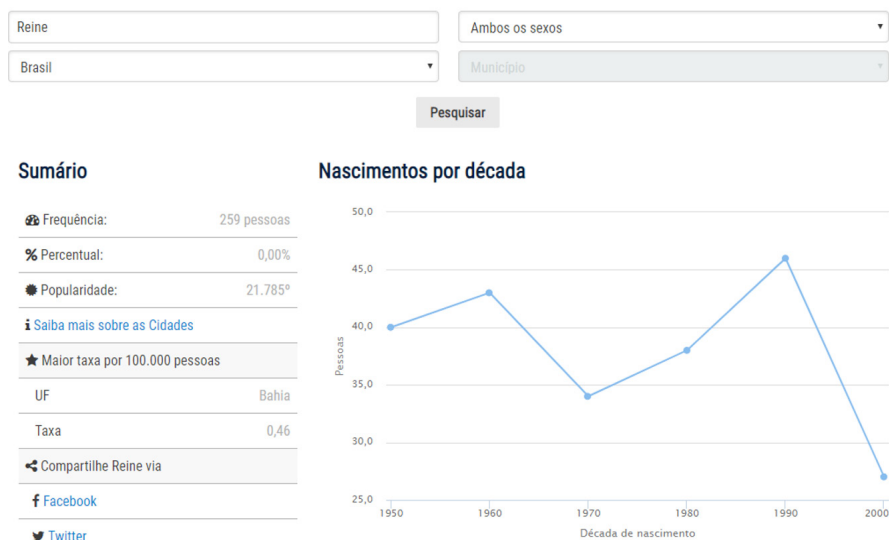 Reine
Ambos os sexos
Brasil
Município
Pesquisar
Sumário
Frequência: 259 pessoas
Percentual: 0,00%
Popularidade: 21.785º
Saiba mais sobre as Cidades
Maior taxa por 100.000 pessoas
UF Bahia
Taxa 0,46
Compartilhe Reine via
Facebook
Twitter
Nascimentos por década
50,0
45,0
40,0
35,0
30,0
25,0
Pessoas
1950 1960 1970 1980 1990 2000
Década de nascimento